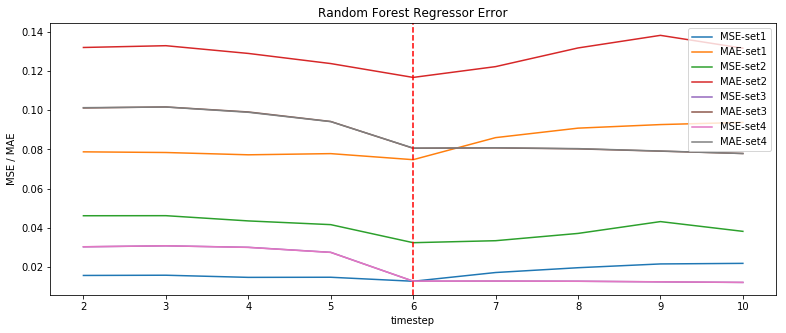 Random Forest Regressor Error
MSE / MAE
0.14
0.12
0.10
0.08
0.06
0.04
0.02
2 3 4 5 6 7 8 9 10
timestep
MSE-set1
MAE-set1
MSE-set2
MAE-set2
MSE-set3
MAE-set3
MSE-set4
MAE-set4